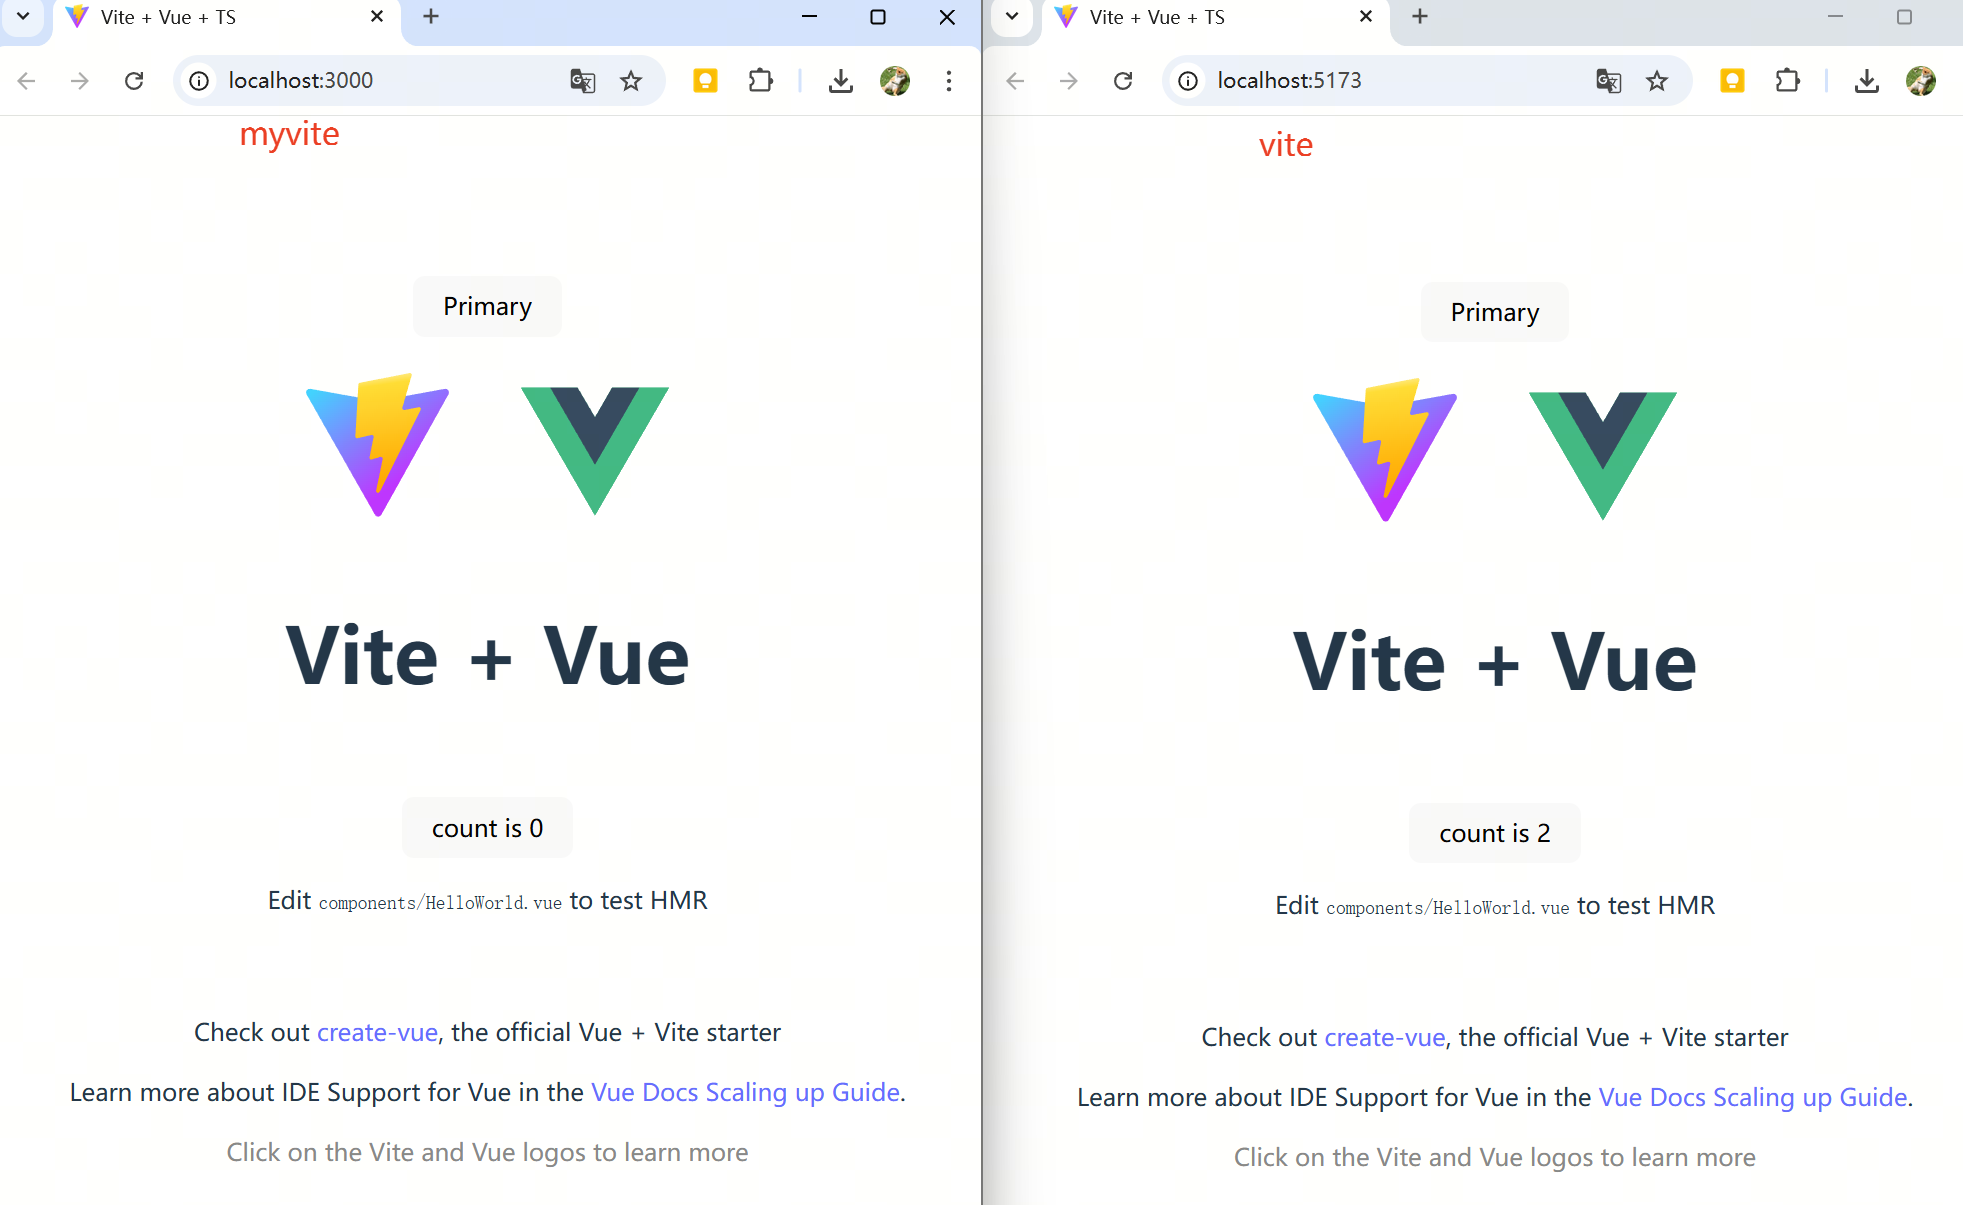 Vite + Vue + TS
localhost:3000
myvite
Primary
Vite + Vue
count is 0
Edit components/HelloWorld.vue to test HMR
Check out create-vue, the official Vue + Vite starter
Learn more about IDE Support for Vue in the Vue Docs Scaling up Guide.
Click on the Vite and Vue logos to learn more
Vite + Vue + TS
localhost:5173
vite
Primary
Vite + Vue
count is 2
Edit components/HelloWorld.vue to test HMR
Check out create-vue, the official Vue + Vite starter
Learn more about IDE Support for Vue in the Vue Docs Scaling up Guide.
Click on the Vite and Vue logos to learn more